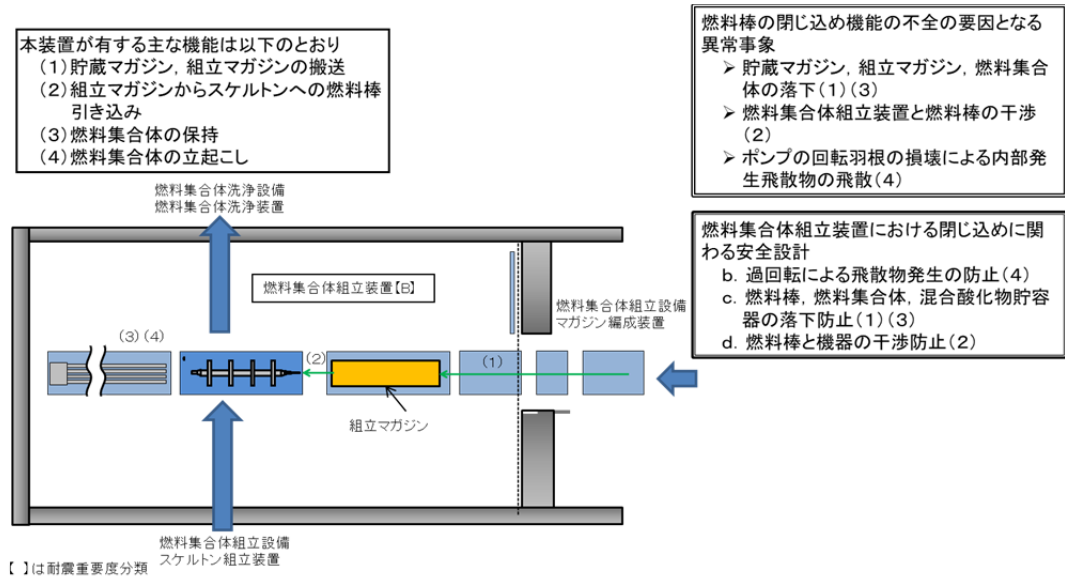 本装置が有する主な機能は以下のとおり
(1)貯蔵マガジン，組立マガジンの搬送
(2)組立マガジンからスケルトンへの燃料棒
引き込み
(3)燃料集合体の保持
(4)燃料集合体の立起こし
燃料棒の閉じ込め機能の不全の要因となる
異常事象
➢ 貯蔵マガジン，組立マガジン，燃料集合
体の落下(1)(3)
➢ 燃料集合体組立装置と燃料棒の干渉
(2)
➢ ポンプの回転羽根の損壊による内部発
生飛散物の飛散(4)
燃料集合体組立装置における閉じ込めに関
わる安全設計
b. 過回転による飛散物発生の防止(4)
c. 燃料棒，燃料集合体，混合酸化物貯容
器の落下防止(1)(3)
d. 燃料棒と機器の干渉防止(2)
燃料集合体洗浄設備
燃料集合体洗浄装置
燃料集合体組立装置【B】
燃料集合体組立設備
マガジン編成装置
(3)(4)
(2)
(1)
組立マガジン
燃料集合体組立設備
スケルトン組立装置
【 】は耐震重要度分類